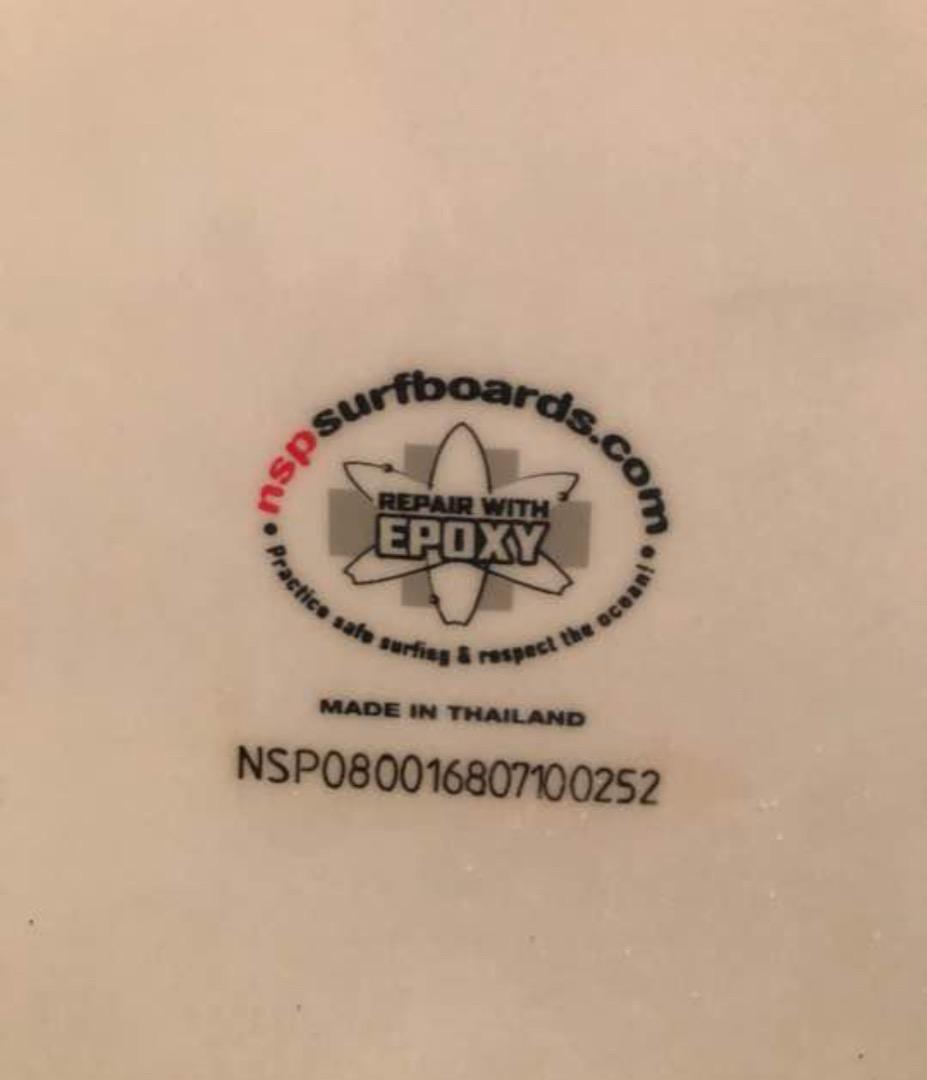 nspsurfboards.com
REPAIR WITH
EPOXY
• Practice safe surfing & respect the ocean! •
MADE IN THAILAND
NSP080016807100252